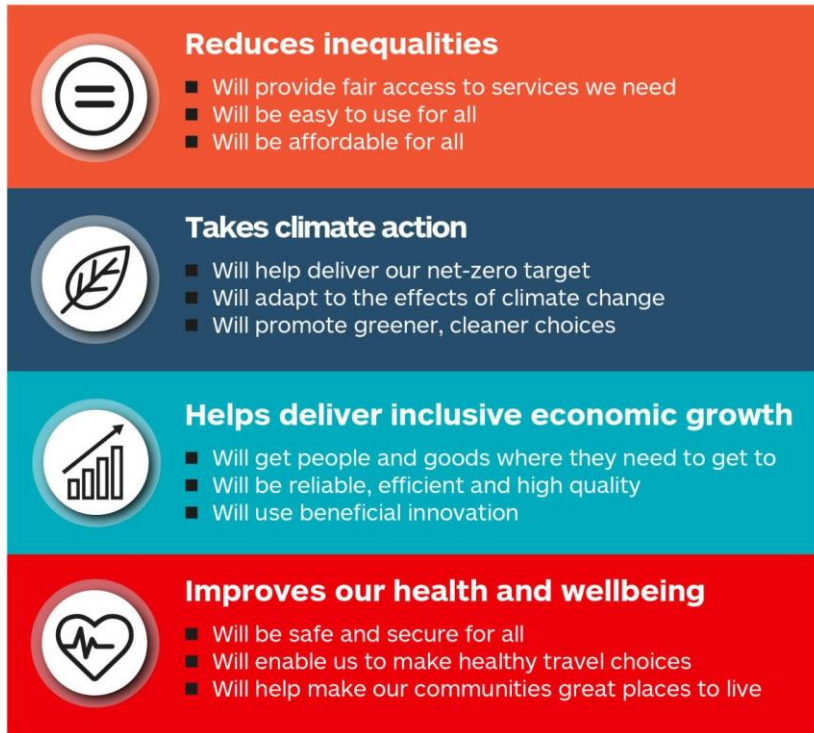 Reduces inequalities
■ Will provide fair access to services we need
■ Will be easy to use for all
■ Will be affordable for all
Takes climate action
■ Will help deliver our net-zero target
■ Will adapt to the effects of climate change
■ Will promote greener, cleaner choices
Helps deliver inclusive economic growth
■ Will get people and goods where they need to get to
■ Will be reliable, efficient and high quality
■ Will use beneficial innovation
Improves our health and wellbeing
■ Will be safe and secure for all
■ Will enable us to make healthy travel choices
■ Will help make our communities great places to live